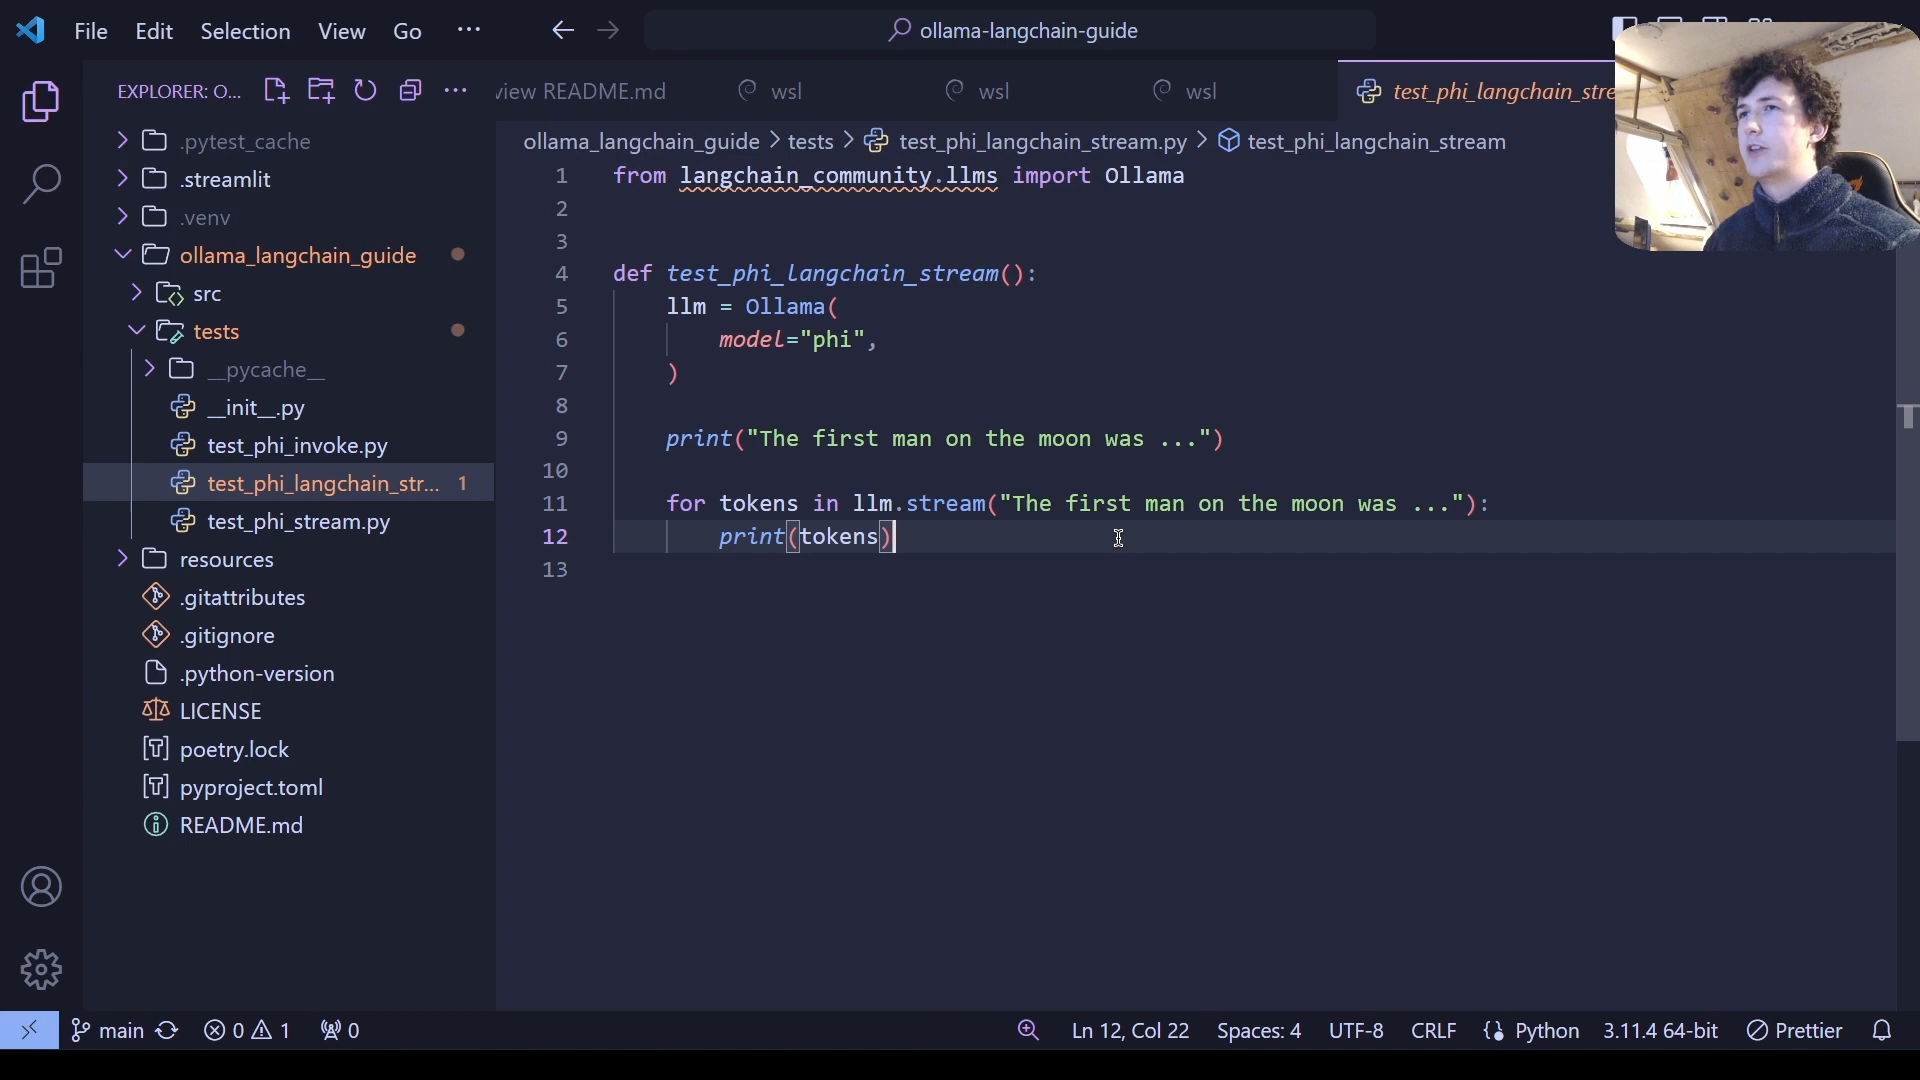 File Edit Selection View Go ... ollama-langchain-guide
EXPLORER: O... ...
view README.md wsl wsl wsl test_phi_langchain_stre
.pytest_cache
.streamlit
.venv
ollama_langchain_guide
src
tests
__pycache__
__init__.py
test_phi_invoke.py
test_phi_langchain_str... 1
test_phi_stream.py
resources
.gitattributes
.gitignore
.python-version
LICENSE
poetry.lock
pyproject.toml
README.md
ollama_langchain_guide > tests > test_phi_langchain_stream.py > test_phi_langchain_stream
1 from langchain_community.llms import Ollama
2
3
4 def test_phi_langchain_stream():
5 llm = Ollama(
6 model="phi",
7 )
8
9 print("The first man on the moon was ...")
10
11 for tokens in llm.stream("The first man on the moon was ..."):
12 print(tokens)
13
main 0 1 0 Ln 12, Col 22 Spaces: 4 UTF-8 CRLF Python 3.11.4 64-bit Prettier